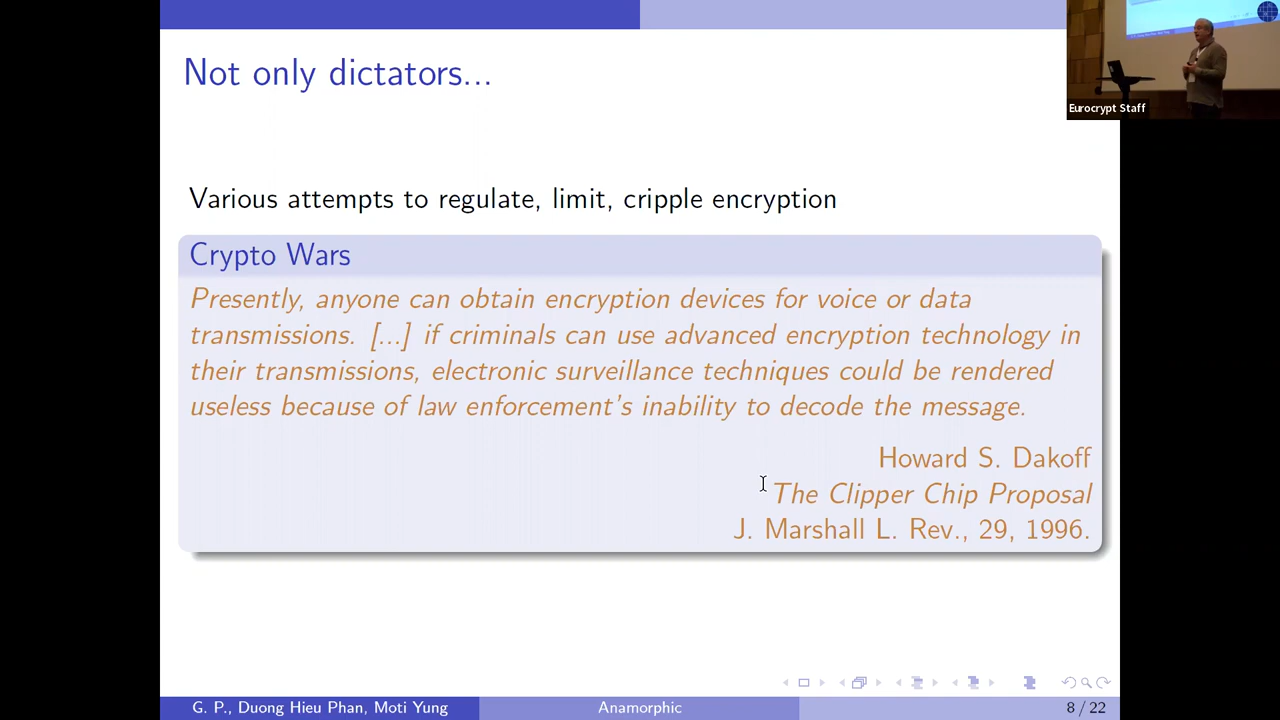 Not only dictators...
Eurocrypt Staff
Various attempts to regulate, limit, cripple encryption
Crypto Wars
Presently, anyone can obtain encryption devices for voice or data
transmissions. [...] if criminals can use advanced encryption technology in
their transmissions, electronic surveillance techniques could be rendered
useless because of law enforcement's inability to decode the message.
Howard S. Dakoff
The Clipper Chip Proposal
J. Marshall L. Rev., 29, 1996.
G. P., Duong Hieu Phan, Moti Yung
Anamorphic
8 / 22